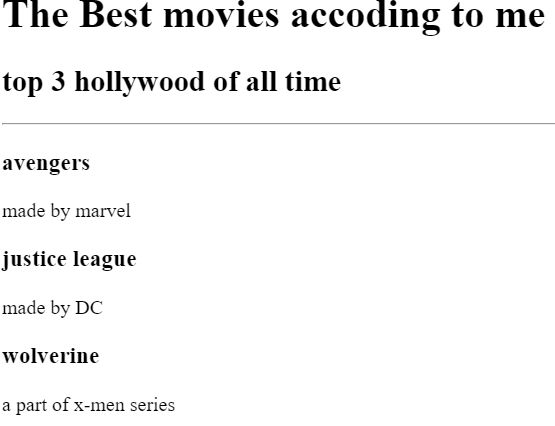 The Best movies accoding to me
top 3 hollywood of all time
avengers
made by marvel
justice league
made by DC
wolverine
a part of x-men series